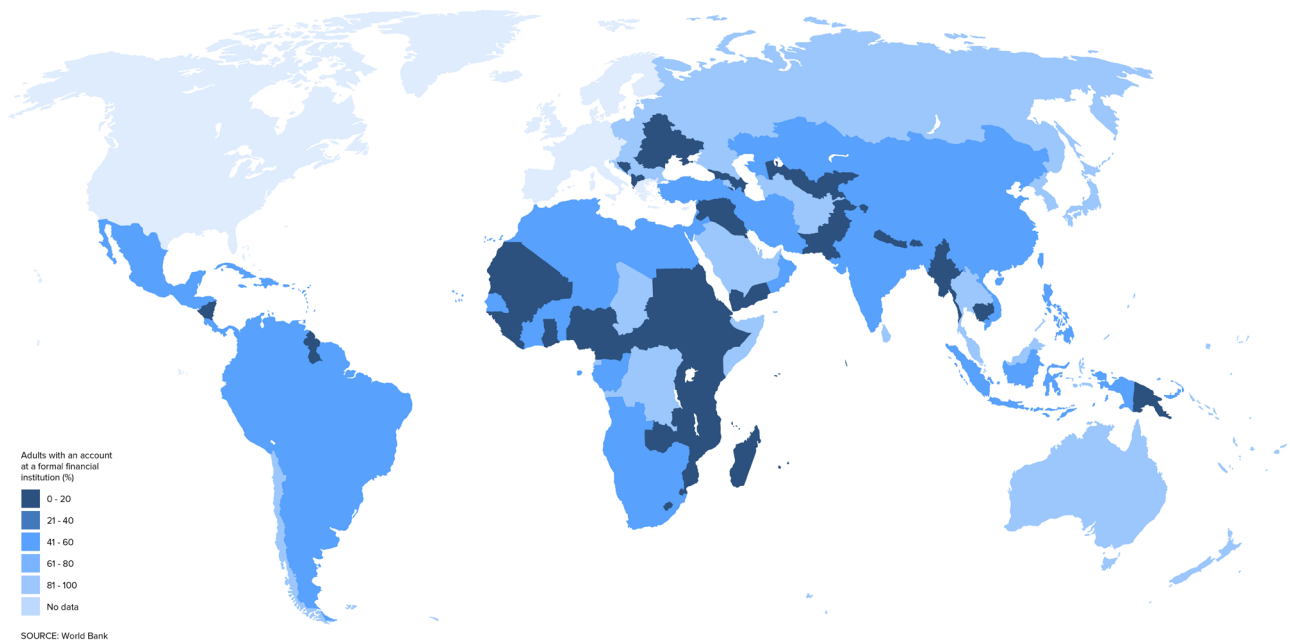 Adults with an account
at a formal financial
institution (%)
0 - 20
21 - 40
41 - 60
61 - 80
81 - 100
No data
SOURCE: World Bank